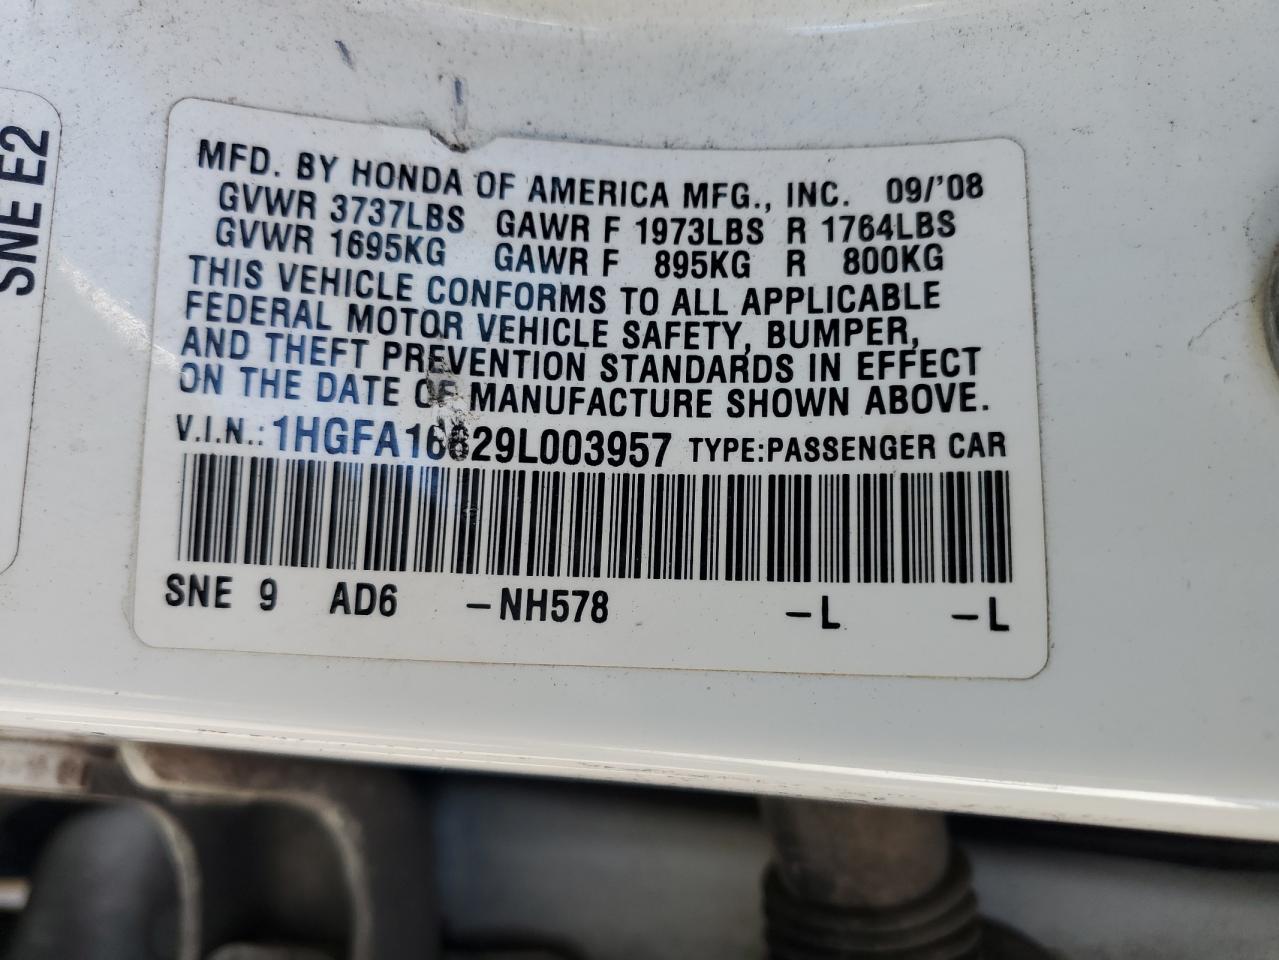 SNE E2
MFD. BY HONDA OF AMERICA MFG., INC. 09/'08
GVWR 3737LBS GAWR F 1973LBS R 1764LBS
GVWR 1695KG GAWR F 895KG R 800KG
THIS VEHICLE CONFORMS TO ALL APPLICABLE
FEDERAL MOTOR VEHICLE SAFETY, BUMPER,
AND THEFT PREVENTION STANDARDS IN EFFECT
ON THE DATE OF MANUFACTURE SHOWN ABOVE.
V.I.N.: 1HGFA16829L003957 TYPE:PASSENGER CAR
SNE 9 AD6 –NH578 –L –L